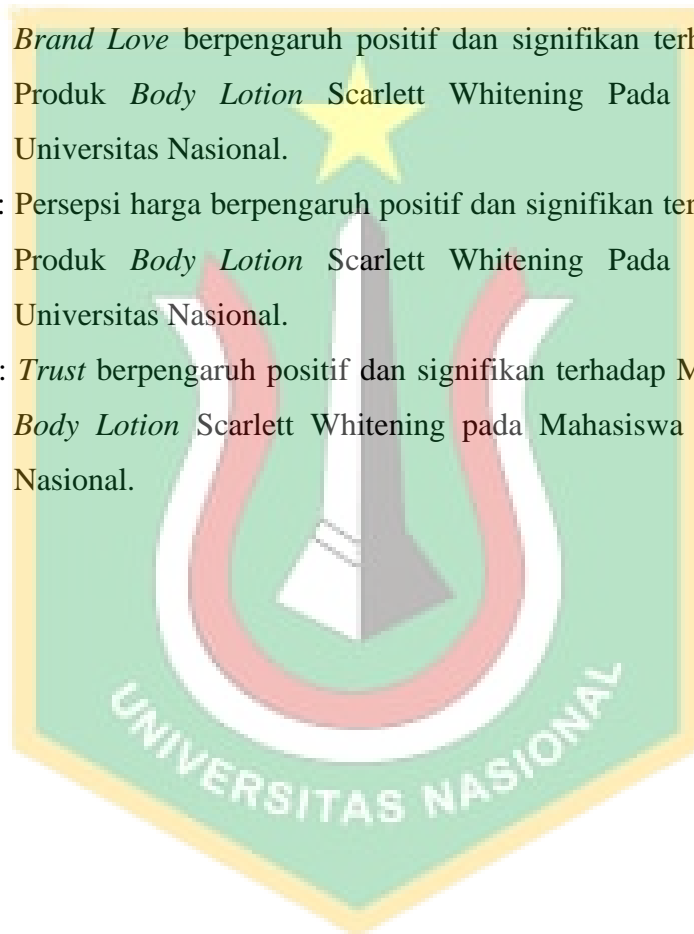 Brand Love berpengaruh positif dan signifikan terh
Produk Body Lotion Scarlett Whitening Pada
Universitas Nasional.
: Persepsi harga berpengaruh positif dan signifikan ter
Produk Body Lotion Scarlett Whitening Pada
Universitas Nasional.
: Trust berpengaruh positif dan signifikan terhadap M
Body Lotion Scarlett Whitening pada Mahasiswa
Nasional.
UNIVERSITAS NASIONAL